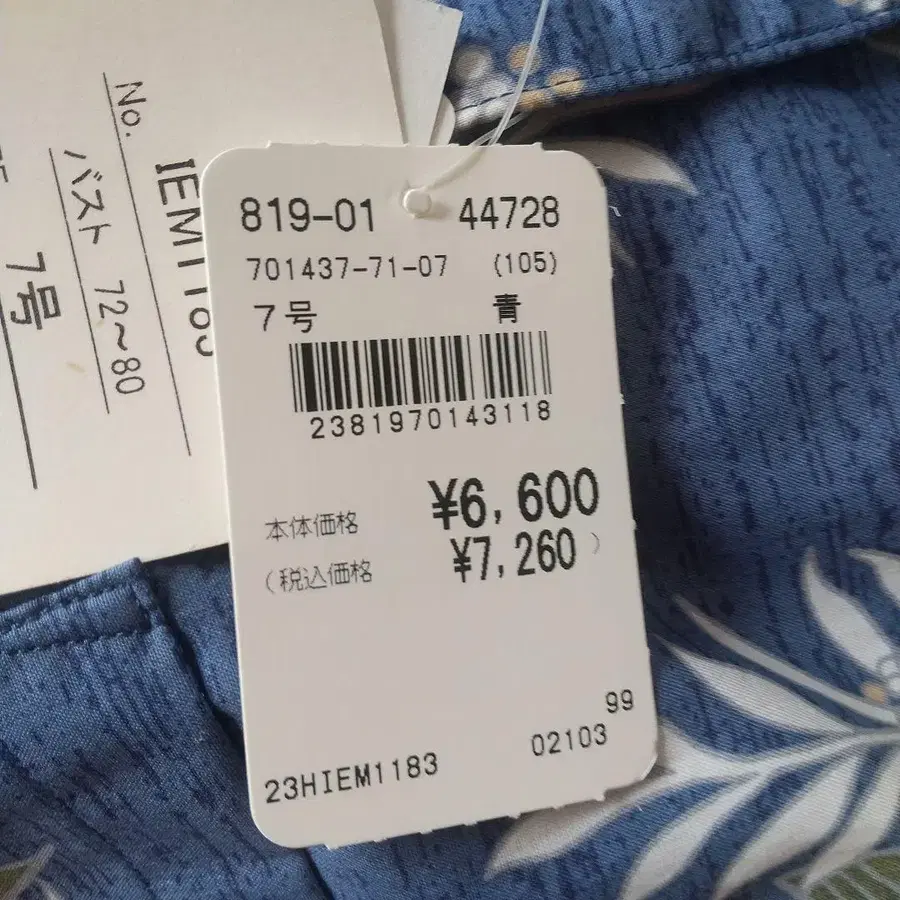 819-01 44728
701437-71-07 (105)
7号 青
2381970143118
本体価格 ¥6,600
(税込価格 ¥7,260)
99
23HIEM1183 02103
No.
バスト 72~80
7号